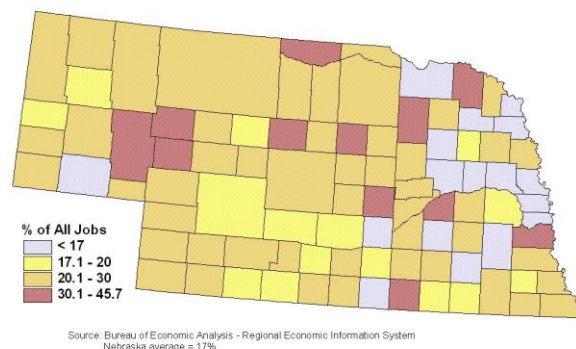 % of All Jobs
< 17
17.1 - 20
20.1 - 30
30.1 - 45.7
Source: Bureau of Economic Analysis - Regional Economic Information System
Nebraska average = 17%